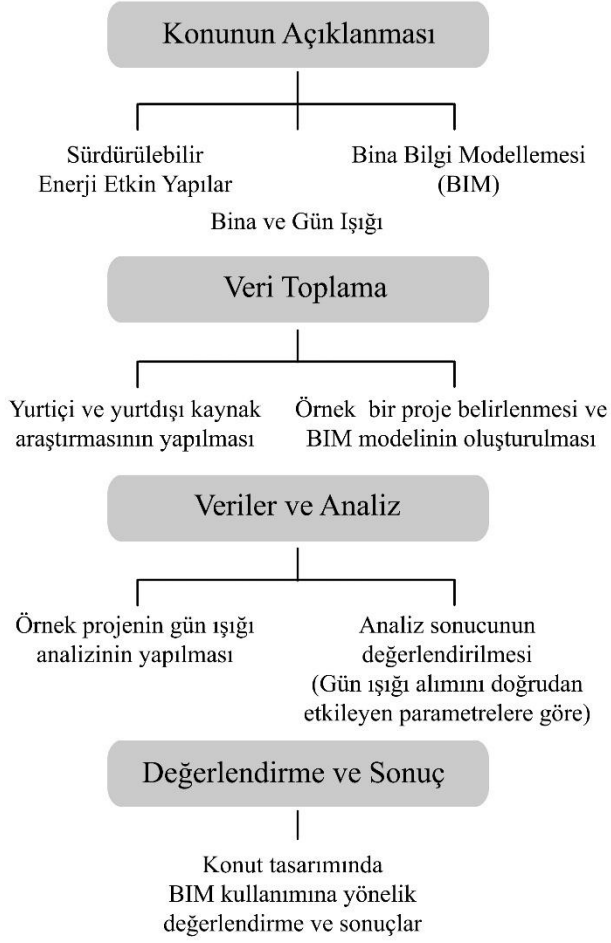 Konunun Açıklanması
Sürdürülebilir
Enerji Etkin Yapılar
Bina Bilgi Modellemesi
(BIM)
Bina ve Gün Işığı
Veri Toplama
Yurtiçi ve yurtdışı kaynak
araştırmasının yapılması
Örnek bir proje belirlenmesi ve
BIM modelinin oluşturulması
Veriler ve Analiz
Örnek projenin gün ışığı
analizinin yapılması
Analiz sonucunun
değerlendirilmesi
(Gün ışığı alımını doğrudan
etkileyen parametrelere göre)
Değerlendirme ve Sonuç
Konut tasarımında
BIM kullanımına yönelik
değerlendirme ve sonuçlar